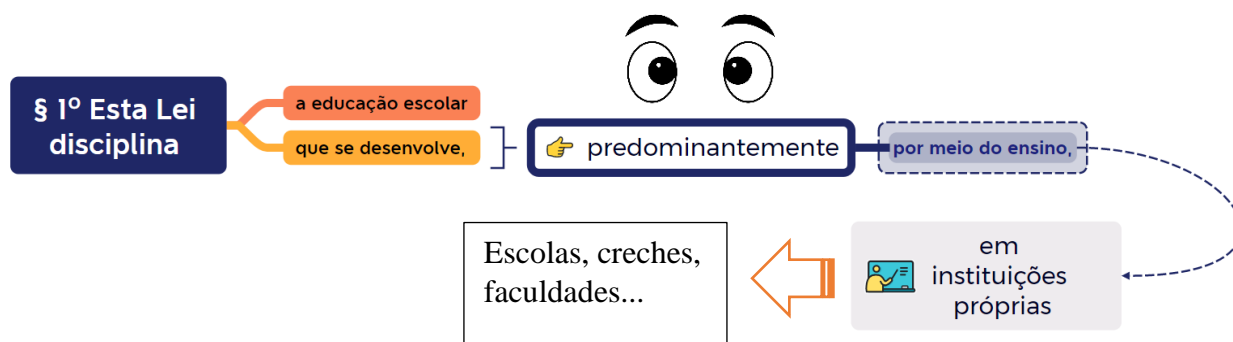 § 1º Esta Lei
disciplina
a educação escolar
que se desenvolve,
predominantemente
por meio do ensino,
em
instituições
próprias
Escolas, creches,
faculdades...